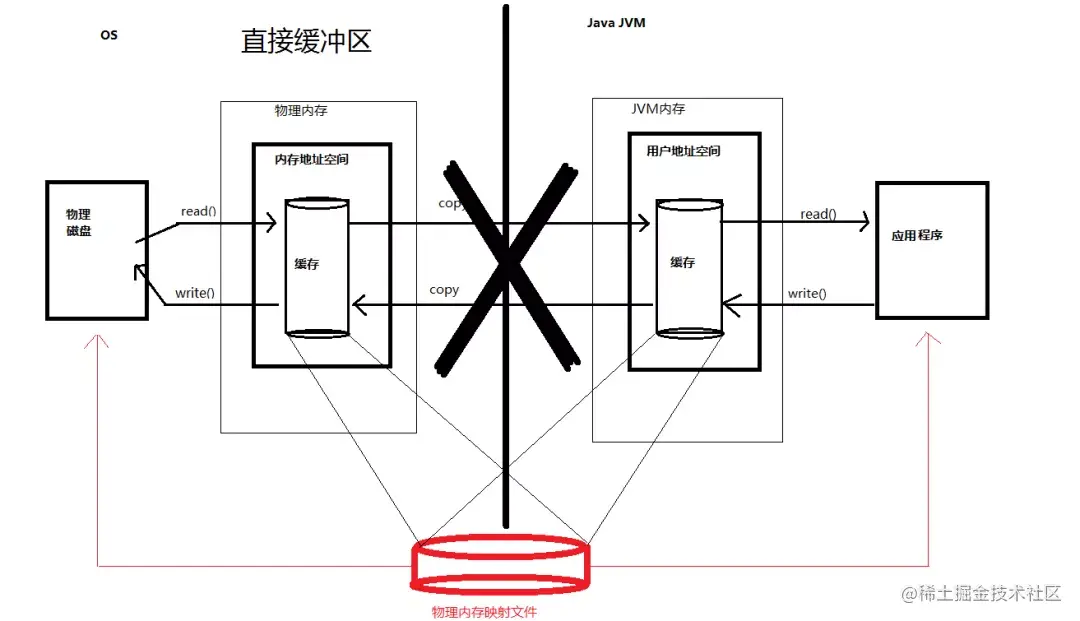 OS
直接缓冲区
Java JVM
物理内存
JVM内存
内存地址空间
用户地址空间
物理
磁盘
read()
copy
read()
缓存
缓存
应用程序
write()
copy
write()
物理内存映射文件
@稀土掘金技术社区